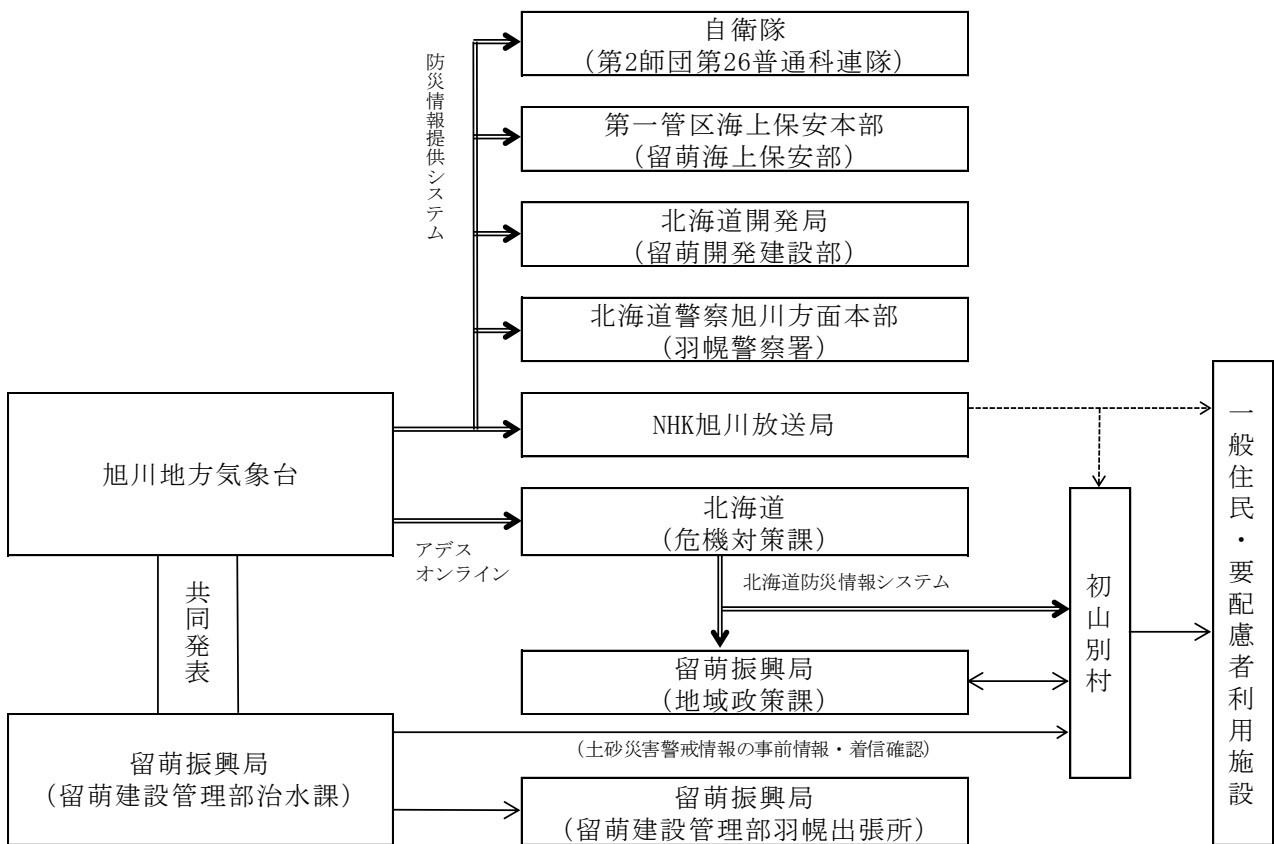 自衛隊
（第2師団第26普通科連隊）
防災情報提供システム
第一管区海上保安本部
（留萌海上保安部）
北海道開発局
（留萌開発建設部）
北海道警察旭川方面本部
（羽幌警察署）
NHK旭川放送局
旭川地方気象台
アデス
オンライン
北海道
（危機対策課）
北海道防災情報システム
共同発表
留萌振興局
（地域政策課）
初山別村
一般住民・要配慮者利用施設
留萌振興局
（留萌建設管理部治水課）
（土砂災害警戒情報の事前情報・着信確認）
留萌振興局
（留萌建設管理部羽幌出張所）